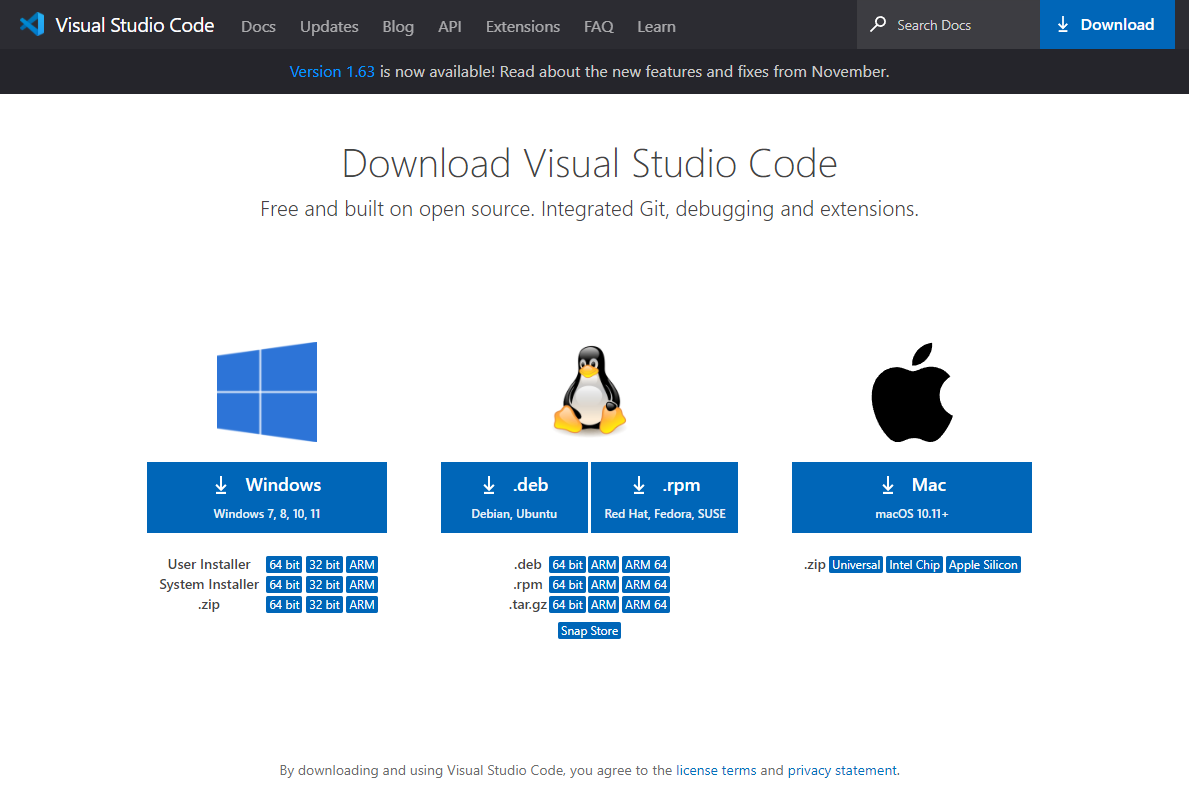 Visual Studio Code Docs Updates Blog API Extensions FAQ Learn Search Docs Download
Version 1.63 is now available! Read about the new features and fixes from November.
Download Visual Studio Code
Free and built on open source. Integrated Git, debugging and extensions.
Windows
Windows 7, 8, 10, 11
User Installer 64 bit 32 bit ARM
System Installer 64 bit 32 bit ARM
.zip 64 bit 32 bit ARM
.deb
Debian, Ubuntu
.rpm
Red Hat, Fedora, SUSE
.deb 64 bit ARM ARM 64
.rpm 64 bit ARM ARM 64
.tar.gz 64 bit ARM ARM 64
Snap Store
Mac
macOS 10.11+
.zip Universal Intel Chip Apple Silicon
By downloading and using Visual Studio Code, you agree to the license terms and privacy statement.